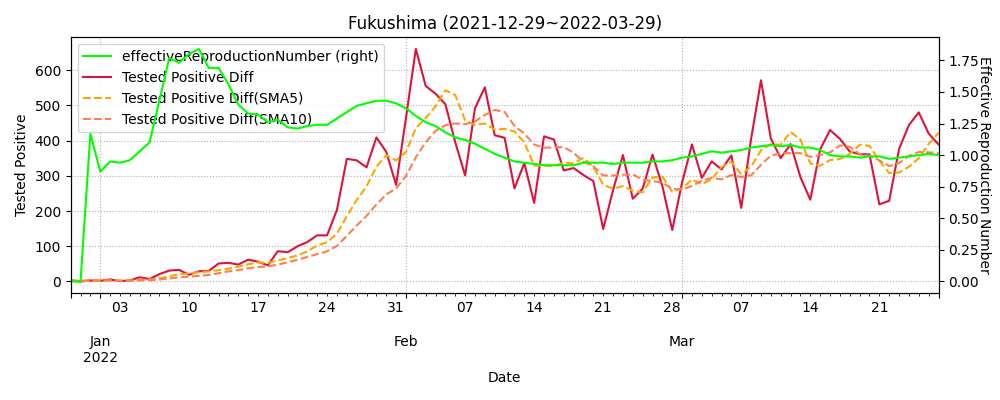 Fukushima (2021-12-29~2022-03-29)
effectiveReproductionNumber (right)
Tested Positive Diff
Tested Positive Diff(SMA5)
Tested Positive Diff(SMA10)
Tested Positive
600
500
400
300
200
100
0
1.75
1.50
1.25
1.00
0.75
0.50
0.25
0.00
Effective Reproduction Number
03 10 17 24 31 07 14 21 28 07 14 21
Jan Feb Mar
2022
Date